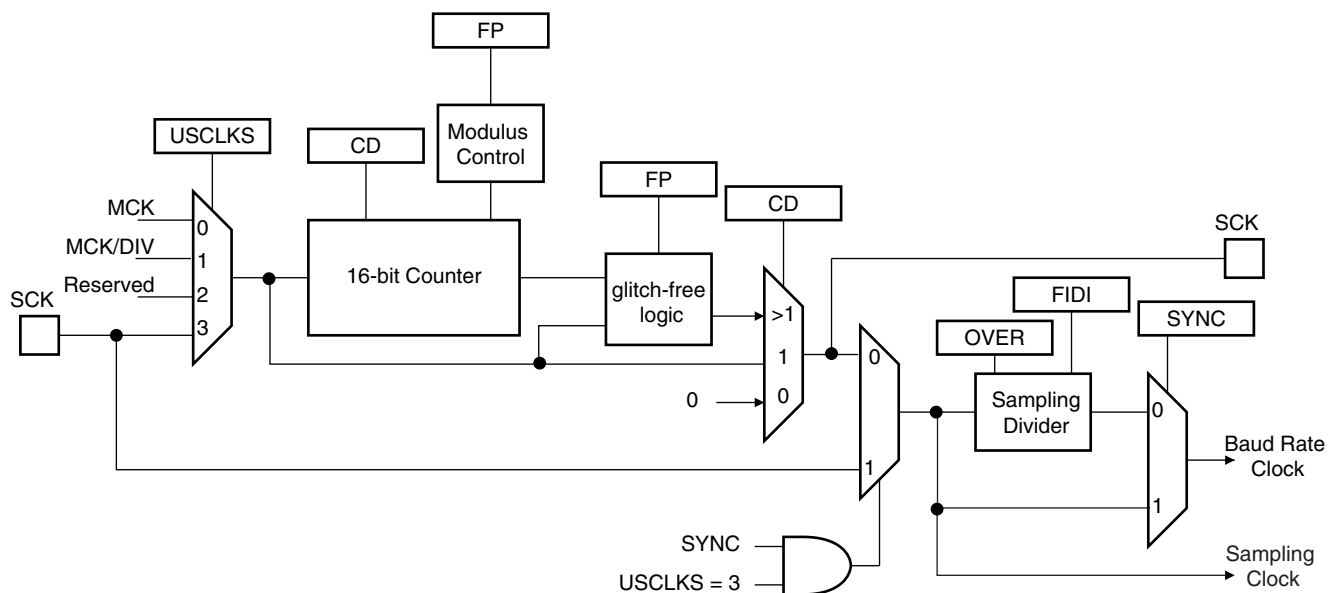 FP
USCLKS
CD
Modulus
Control
FP
CD
MCK
0
MCK/DIV
1
Reserved
2
SCK
3
16-bit Counter
glitch-free
logic
>1
1
0
0
SCK
FIDI
OVER
SYNC
0
1
Sampling
Divider
0
1
Baud Rate
Clock
SYNC
USCLKS = 3
Sampling
Clock